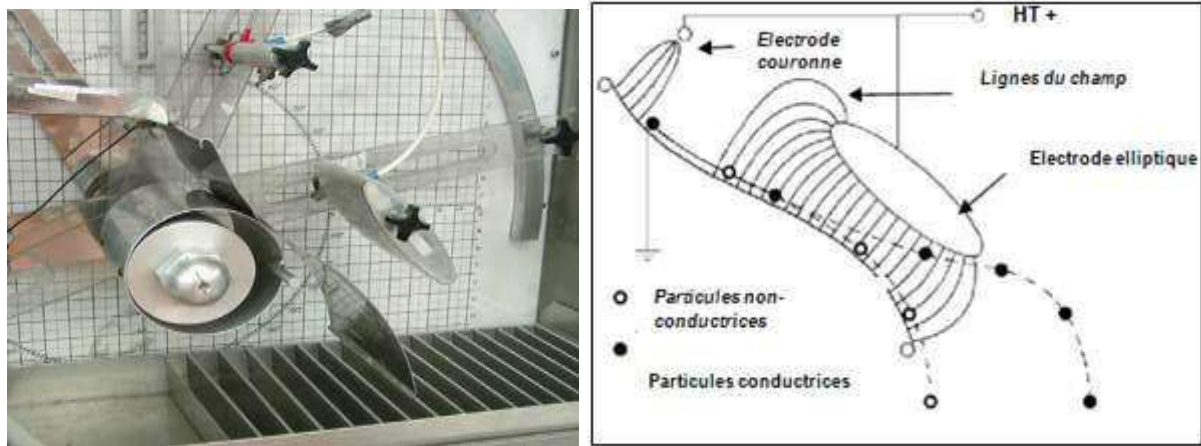 HT +
Electrode
couronne
Lignes du champ
Electrode elliptique
Particules non-
conductrices
Particules conductrices